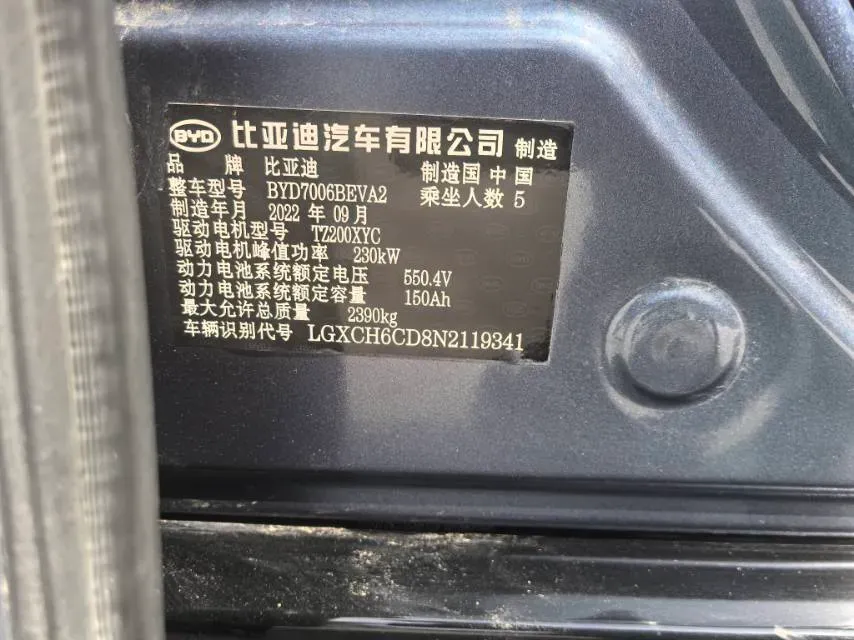 BYD 比亚迪汽车有限公司 制造
品 牌 比亚迪 制造国 中 国
整车型号 BYD7006BEVA2 乘坐人数 5
制造年月 2022 年 09 月
驱动电机型号 TZ200XYC
驱动电机峰值功率 230kW
动力电池系统额定电压 550.4V
动力电池系统额定容量 150Ah
最大允许总质量 2390kg
车辆识别代号 LGXCH6CD8N2119341